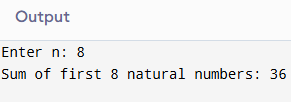 Output
Enter n: 8
Sum of first 8 natural numbers: 36